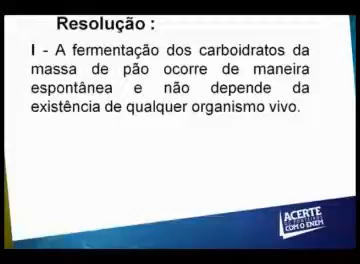 Resolução :
I - A fermentação dos carboidratos da
massa de pão ocorre de maneira
espontânea e não depende da
existência de qualquer organismo vivo.
ACERTE
COM O ENEM